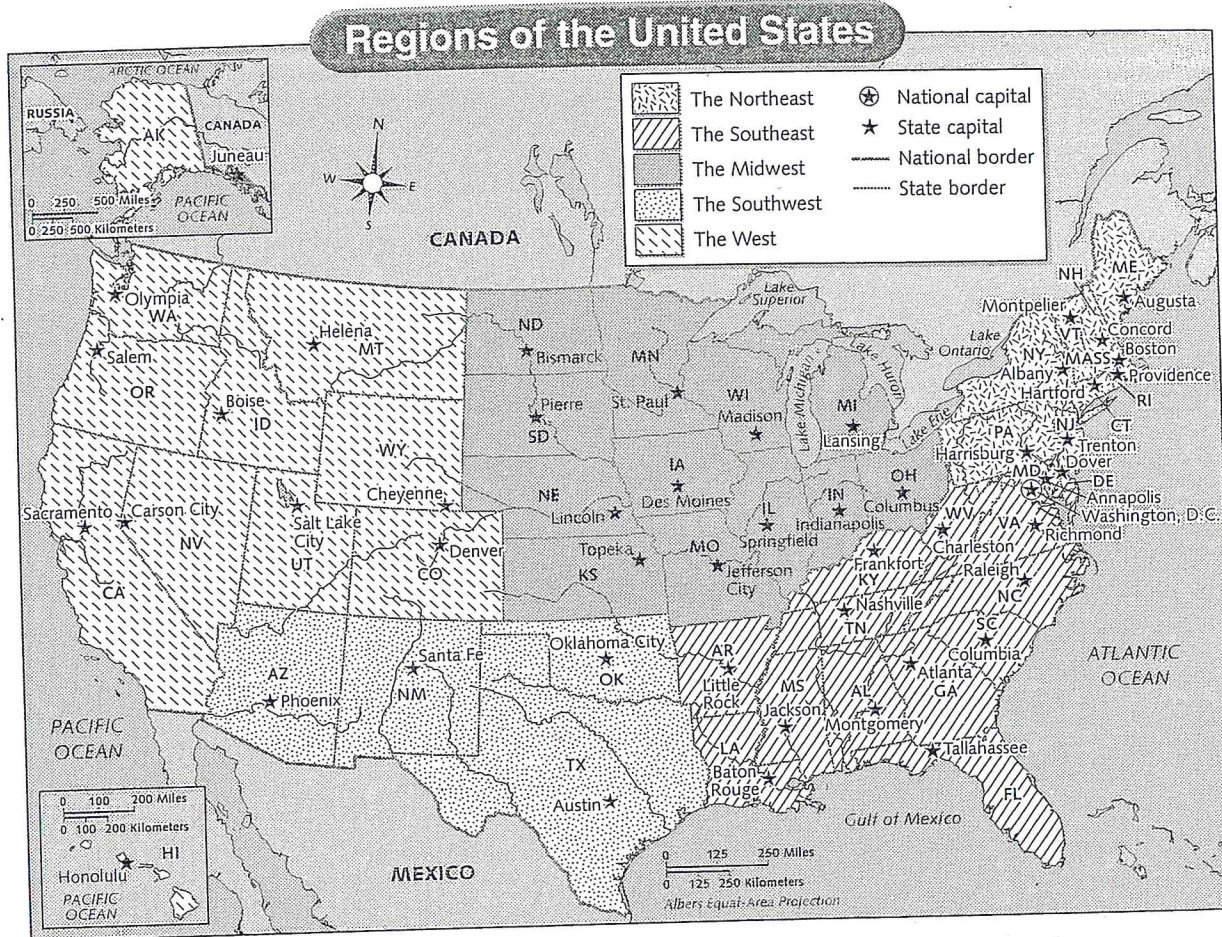 Regions of the United States
ARCTIC OCEAN
RUSSIA
AK
CANADA
Juneau
0 250 500 Miles
0 250 500 Kilometers
PACIFIC
OCEAN
N
W E
S
CANADA
The Northeast
The Southeast
The Midwest
The Southwest
The West
National capital
State capital
National border
State border
Olympia
WA
Salem
OR
Helena
MT
Boise
ID
WY
Cheyenne
Sacramento
Carson City
NV
CA
Salt Lake
City
UT
Denver
CO
ND
Bismarck
Pierre
SD
NE
Lincoln
Topeka
KS
MN
St. Paul
WI
Madison
IA
Des Moines
MO
Jefferson
City
IL
Springfield
IN
Indianapolis
MI
Lansing
OH
Columbus
Lake
Superior
Lake Michigan
Lake Huron
Lake
Ontario
Lake Erie
NH
ME
Augusta
Montpelier
VT
Concord
NY
MASS
Boston
Albany
Providence
Hartford
RI
CT
PA
NJ
Trenton
Harrisburg
MD
Dover
DE
Annapolis
Washington, D.C.
WV
VA
Richmond
Charleston
Frankfort
KY
Raleigh
NC
Nashville
TN
SC
Columbia
Atlanta
GA
AR
Little
Rock
MS
Jackson
AL
Montgomery
LA
Baton
Rouge
Tallahassee
FL
AZ
Phoenix
Santa Fe
NM
Oklahoma City
OK
TX
Austin
ATLANTIC
OCEAN
PACIFIC
OCEAN
Gulf of Mexico
MEXICO
0 100 200 Miles
0 100 200 Kilometers
HI
Honolulu
PACIFIC
OCEAN
0 125 250 Miles
0 125 250 Kilometers
Albers Equal-Area Projection